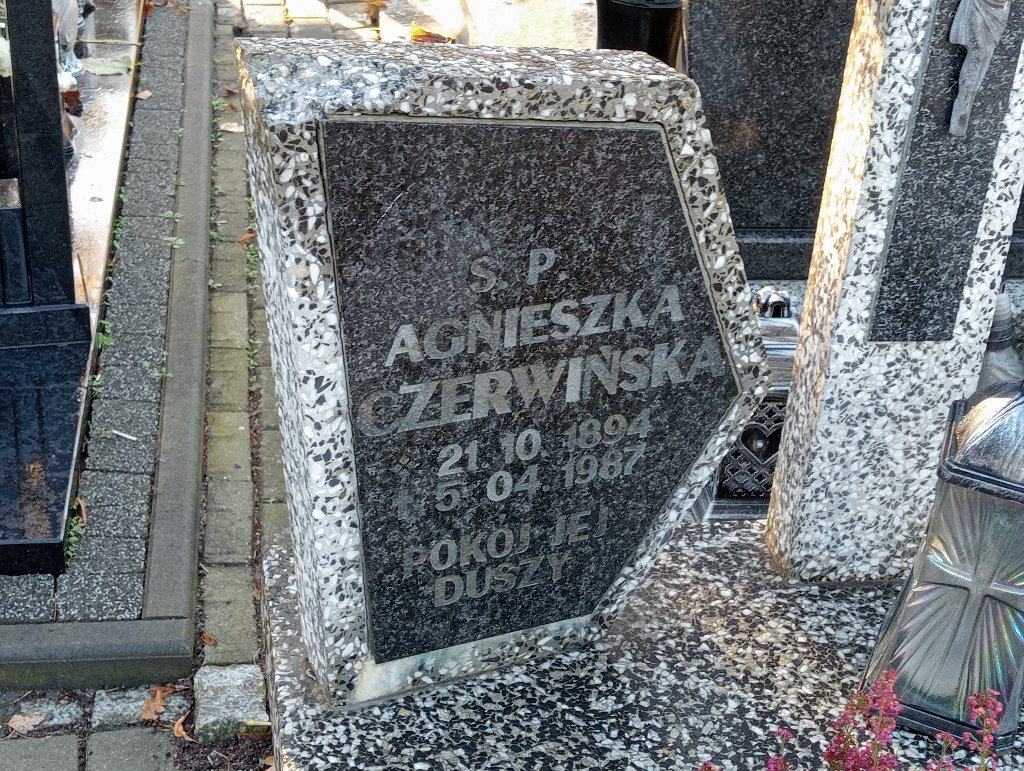 Ś. P.
AGNIESZKA
CZERWIŃSKA
21. 10. 1894
† 5. 04. 1987
POKÓJ JEJ
DUSZY